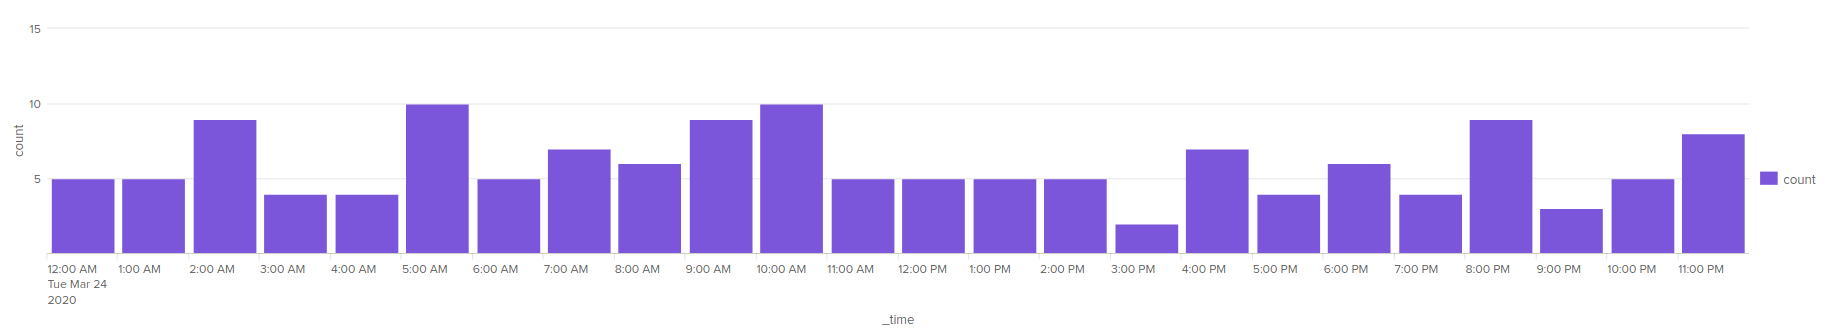 15
10
5
count
12:00 AM
Tue Mar 24
2020
1:00 AM
2:00 AM
3:00 AM
4:00 AM
5:00 AM
6:00 AM
7:00 AM
8:00 AM
9:00 AM
10:00 AM
11:00 AM
12:00 PM
1:00 PM
2:00 PM
3:00 PM
4:00 PM
5:00 PM
6:00 PM
7:00 PM
8:00 PM
9:00 PM
10:00 PM
11:00 PM
_time
count